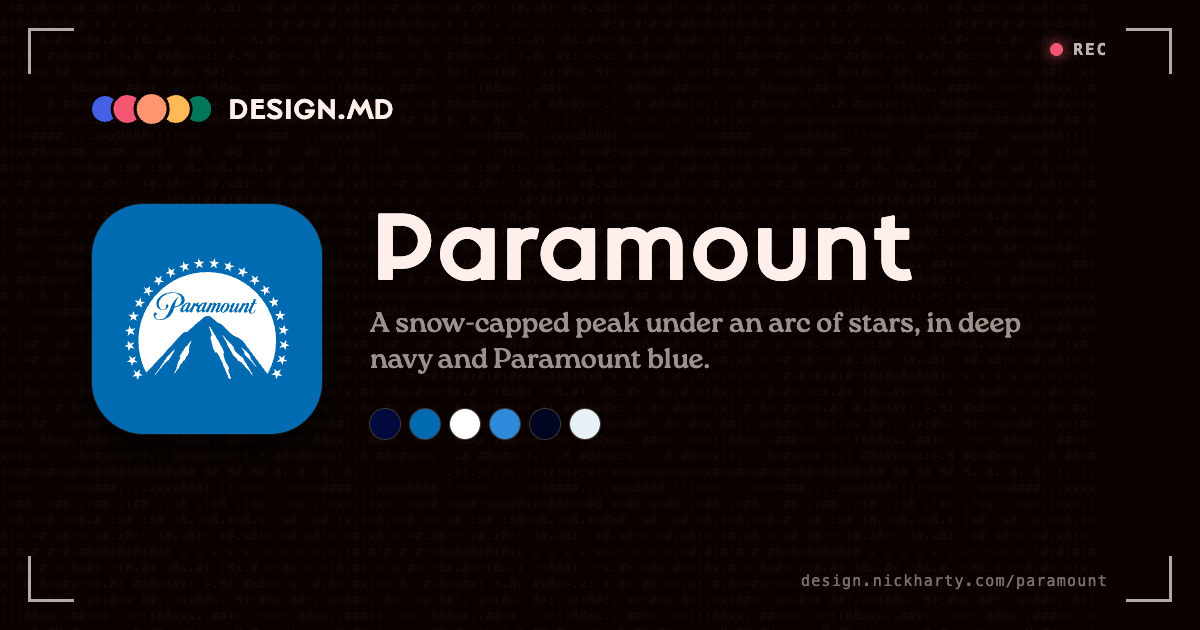 REC
DESIGN.MD
Paramount
Paramount
A snow-capped peak under an arc of stars, in deep
navy and Paramount blue.
design.nickharty.com/paramount